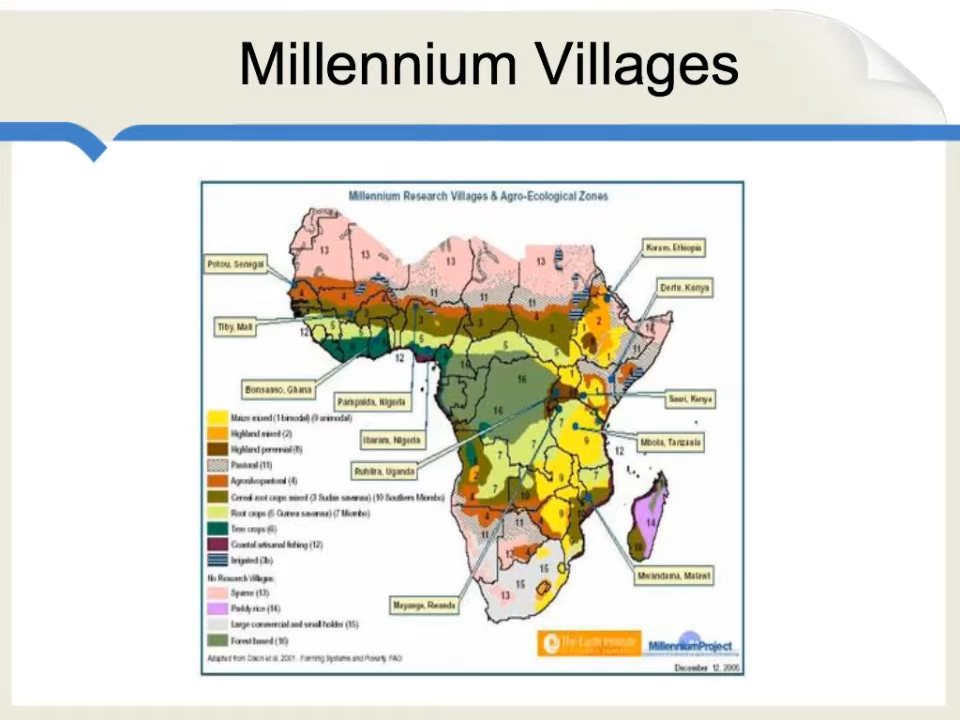 Millennium Villages
Millennium Research Villages & Agro-Ecological Zones
Koraro, Ethiopia
Potou, Senegal
Dertu, Kenya
Tiby, Mali
Bonsaaso, Ghana
Pampaida, Nigeria
Sauri, Kenya
Ibaram, Nigeria
Mbola, Tanzania
Ruhiira, Uganda
Maize mixed (1 bimodal) (9 unimodal)
Highland mixed (2)
Highland perennial (8)
Pastoral (11)
Agrosilvopastoral (4)
Cereal-root crops mixed (3 Sudan savanna) (10 Southern Miombo)
Root crops (5 Guinea savanna) (7 Miombo)
Tree crops (6)
Coastal artisanal fishing (12)
Irrigated (3b)
No Research Villages:
Sparse (13)
Paddy rice (14)
Large commercial and small holder (15)
Forest based (16)
Mwandama, Malawi
Mayange, Rwanda
The Earth Institute
MillenniumProject
Adapted from Dixon et al. 2001. Farming Systems and Poverty. FAO
December 12, 2005